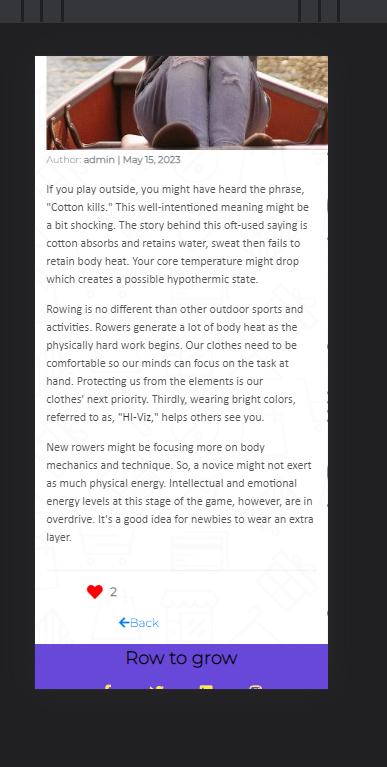 Author: admin | May 15, 2023
If you play outside, you might have heard the phrase,
"Cotton kills." This well-intentioned meaning might be
a bit shocking. The story behind this oft-used saying is
cotton absorbs and retains water, sweat then fails to
retain body heat. Your core temperature might drop
which creates a possible hypothermic state.
Rowing is no different than other outdoor sports and
activities. Rowers generate a lot of body heat as the
physically hard work begins. Our clothes need to be
comfortable so our minds can focus on the task at
hand. Protecting us from the elements is our
clothes' next priority. Thirdly, wearing bright colors,
referred to as, "HI-Viz," helps others see you.
New rowers might be focusing more on body
mechanics and technique. So, a novice might not exert
as much physical energy. Intellectual and emotional
energy levels at this stage of the game, however, are in
overdrive. It's a good idea for newbies to wear an extra
layer.
2
Back
Row to grow